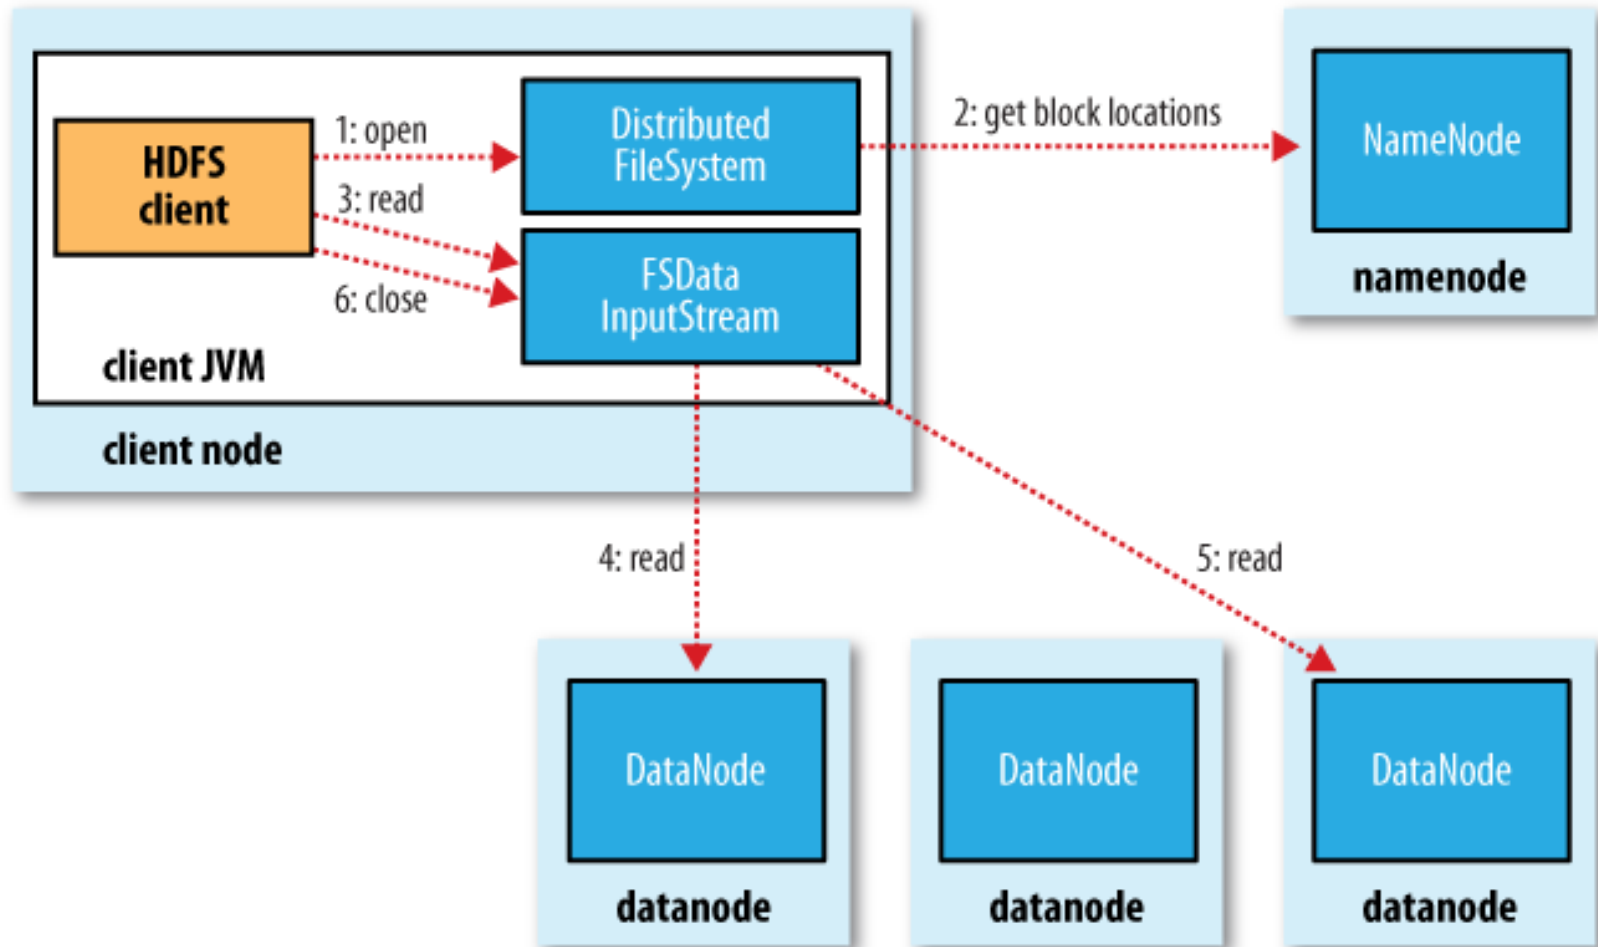 1: open
Distributed
FileSystem
2: get block locations
NameNode
namenode
HDFS
client
3: read
6: close
FSData
InputStream
client JVM
client node
4: read
5: read
DataNode
datanode
DataNode
datanode
DataNode
datanode